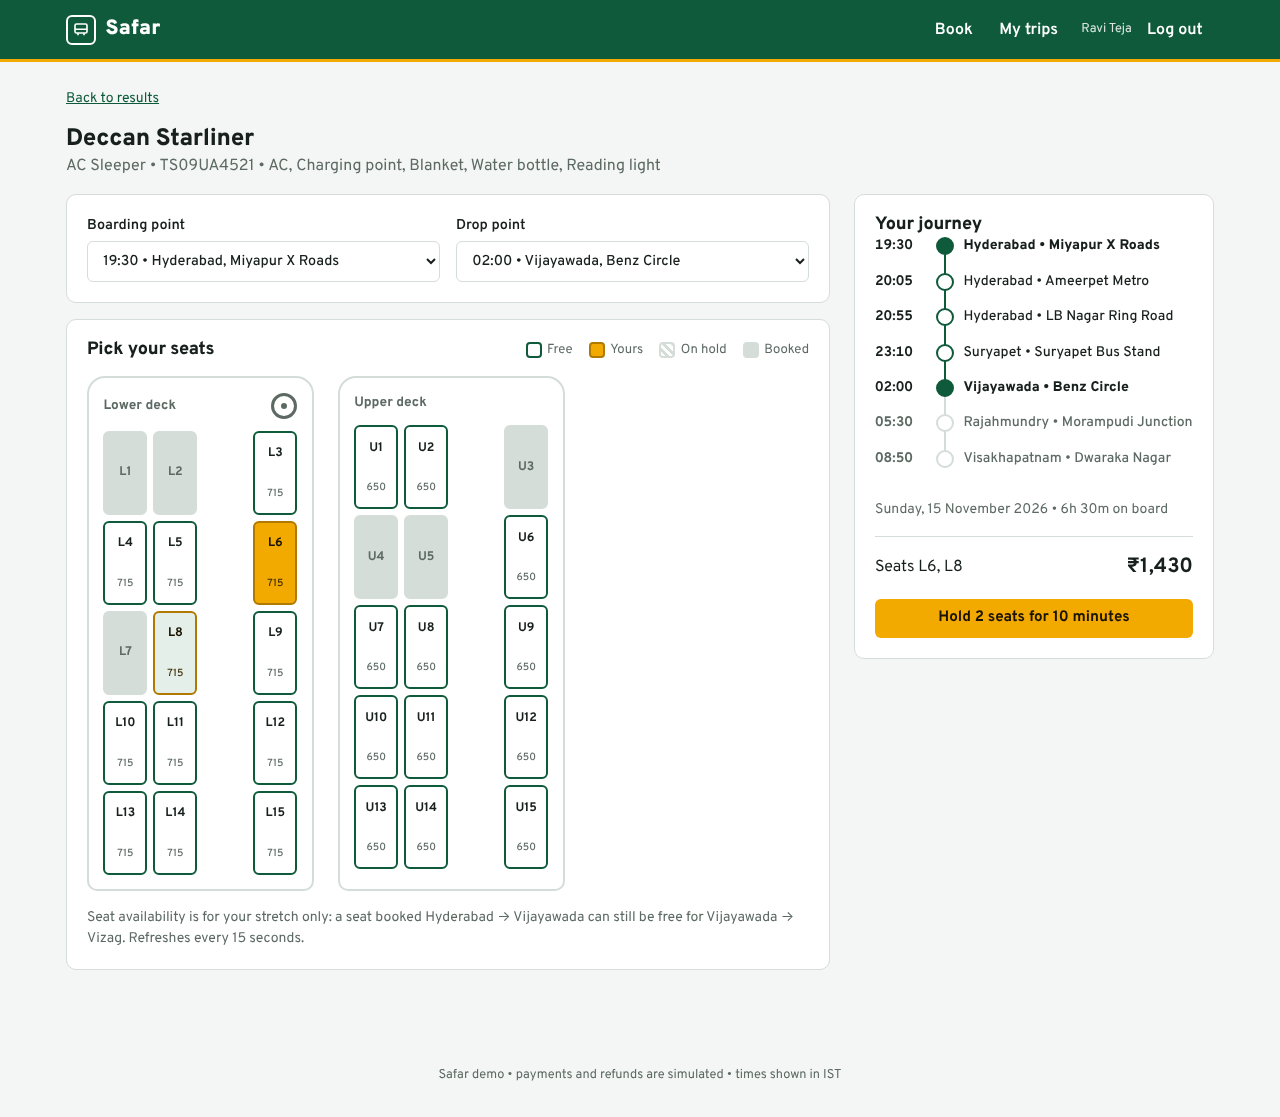 Safar
Book
My trips
Ravi Teja
Log out
Back to results
Deccan Starliner
AC Sleeper • TS09UA4521 • AC, Charging point, Blanket, Water bottle, Reading light
Boarding point
Drop point
19:30 • Hyderabad, Miyapur X Roads
02:00 • Vijayawada, Benz Circle
Pick your seats
Free
Yours
On hold
Booked
Lower deck
L1
L2
L3
715
L4
715
L5
715
L6
715
L7
L8
715
L9
715
L10
715
L11
715
L12
715
L13
715
L14
715
L15
715
Upper deck
U1
650
U2
650
U3
U4
U5
U6
650
U7
650
U8
650
U9
650
U10
650
U11
650
U12
650
U13
650
U14
650
U15
650
Seat availability is for your stretch only: a seat booked Hyderabad → Vijayawada can still be free for Vijayawada →
Vizag. Refreshes every 15 seconds.
Your journey
19:30 Hyderabad • Miyapur X Roads
20:05 Hyderabad • Ameerpet Metro
20:55 Hyderabad • LB Nagar Ring Road
23:10 Suryapet • Suryapet Bus Stand
02:00 Vijayawada • Benz Circle
05:30 Rajahmundry • Morampudi Junction
08:50 Visakhapatnam • Dwaraka Nagar
Sunday, 15 November 2026 • 6h 30m on board
Seats L6, L8 ₹1,430
Hold 2 seats for 10 minutes
Safar demo • payments and refunds are simulated • times shown in IST